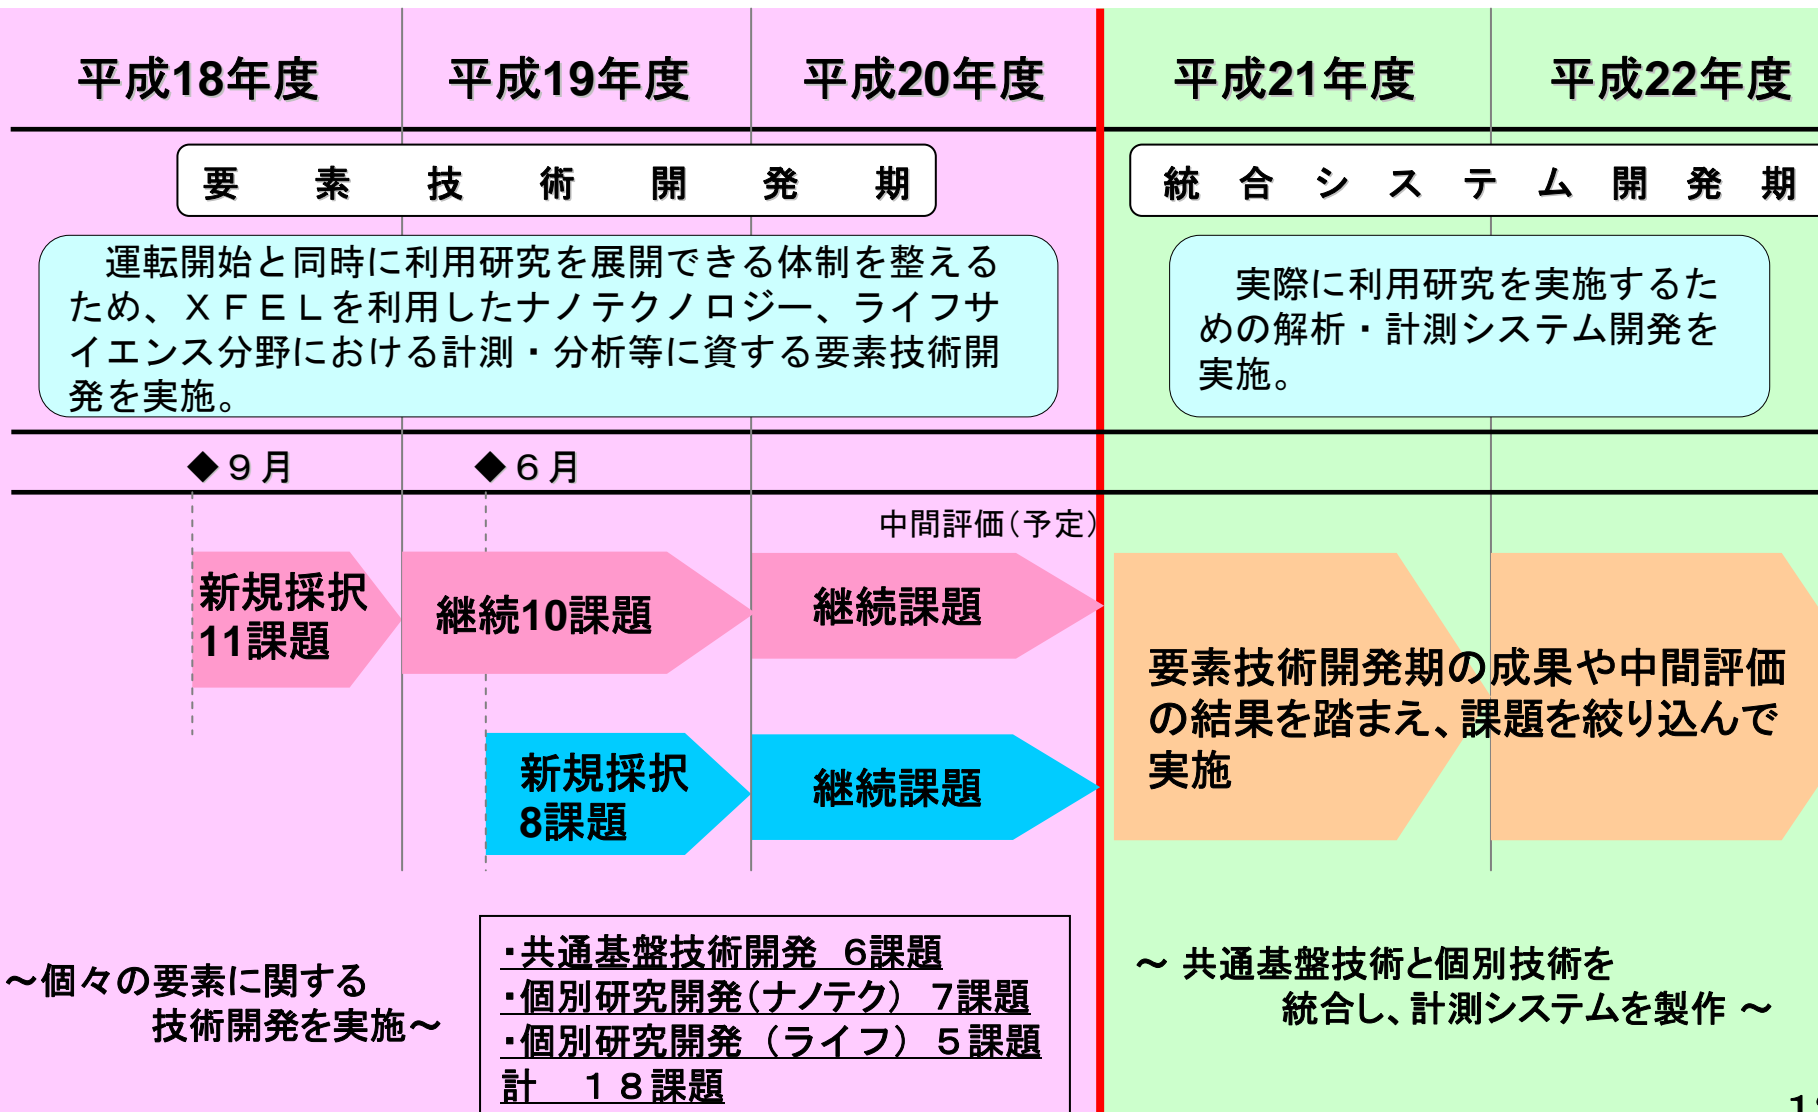 平成18年度
平成19年度
平成20年度
平成21年度
平成22年度
要素技術開発期
統合システム開発期
運転開始と同時に利用研究を展開できる体制を整える
ため、ＸＦＥＬを利用したナノテクノロジー、ライフサ
イエンス分野における計測・分析等に資する要素技術開
発を実施。
実際に利用研究を実施するた
めの解析・計測システム開発を
実施。
◆９月
◆６月
中間評価（予定）
新規採択
11課題
継続10課題
継続課題
新規採択
8課題
継続課題
要素技術開発期の成果や中間評価
の結果を踏まえ、課題を絞り込んで
実施
～個々の要素に関する
技術開発を実施～
・共通基盤技術開発　6課題
・個別研究開発（ナノテク）　7課題
・個別研究開発（ライフ）５課題
計　１８課題
～ 共通基盤技術と個別技術を
統合し、計測システムを製作 ～